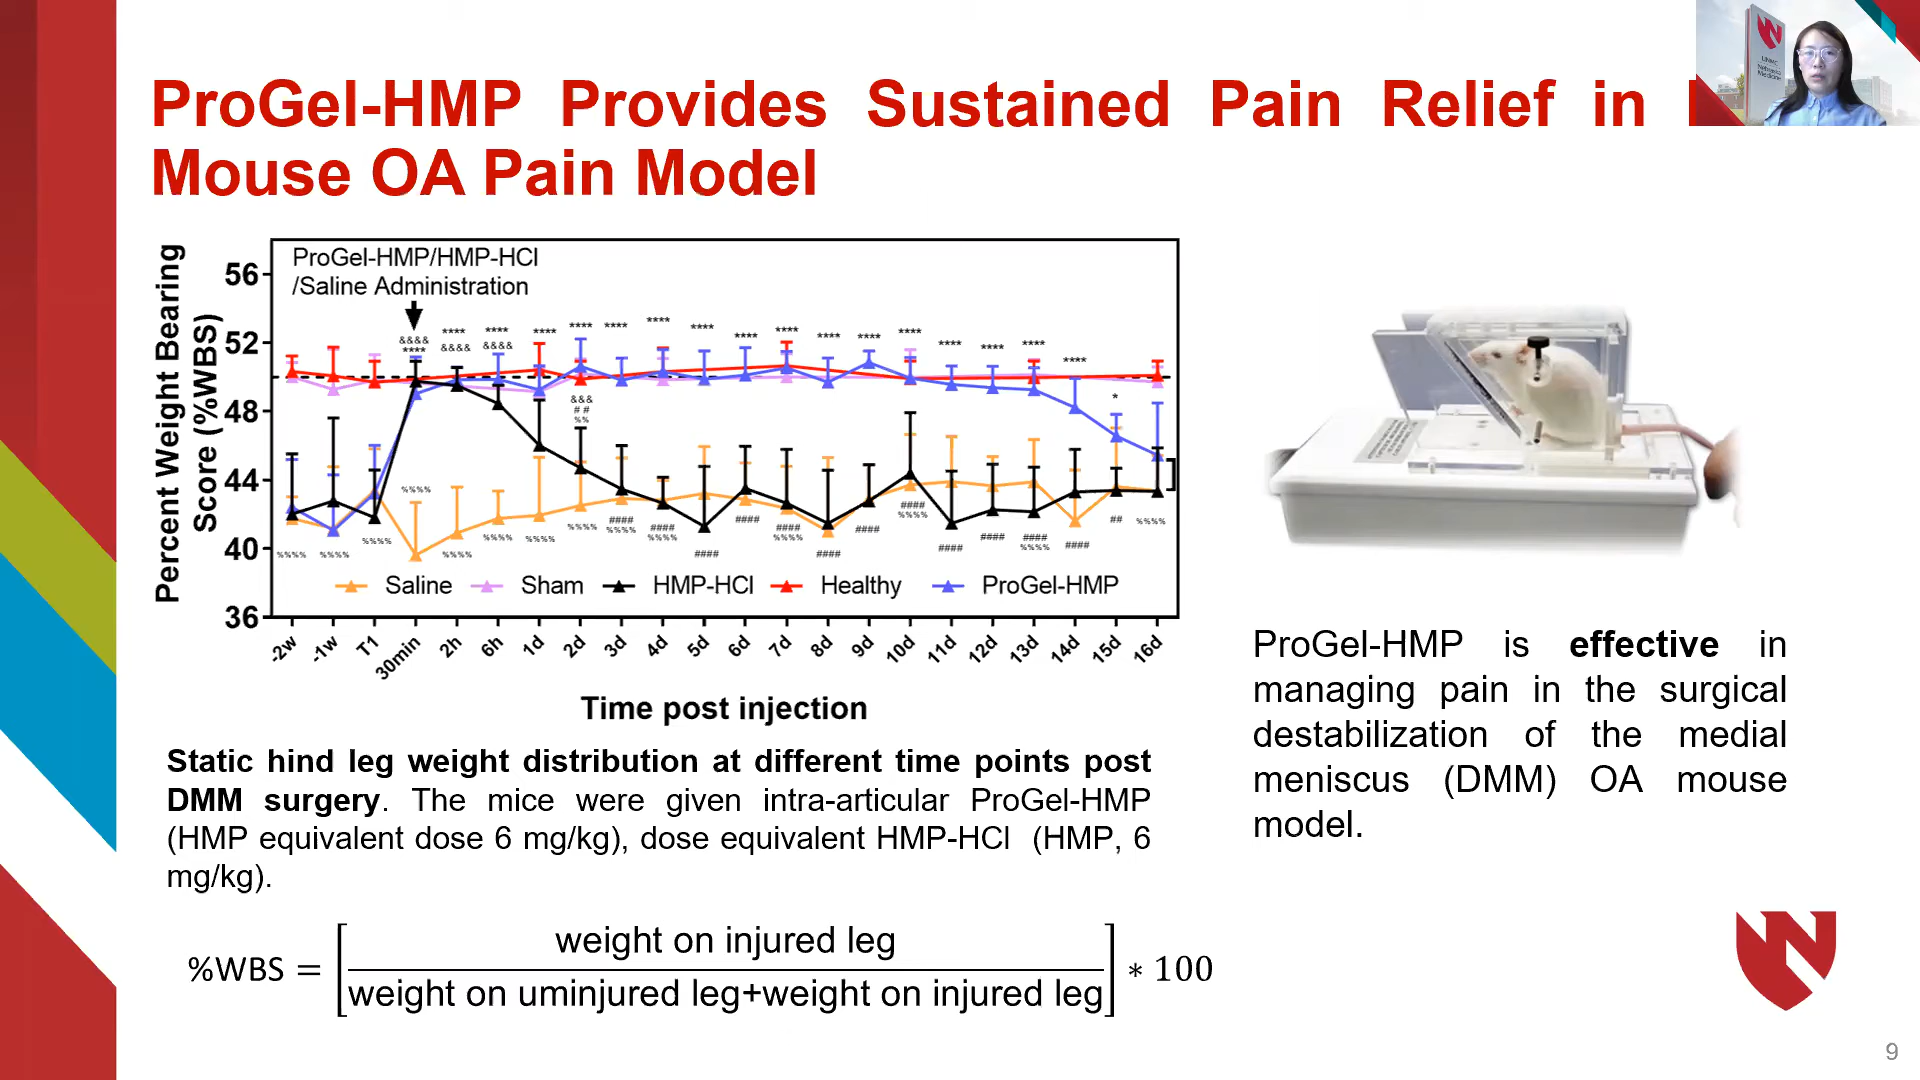 ProGel-HMP Provides Sustained Pain Relief in
Mouse OA Pain Model
UNMC
Nebraska
Medicine
Percent Weight Bearing
Score (%WBS)
56
52
48
44
40
36
ProGel-HMP/HMP-HCl
/Saline Administration
&&&& **** **** **** **** **** **** **** **** **** **** **** **** **** **** **** **** **** *
**** &&&& &&&&
&&&
# #
%%
%%%%
%%%% %%%% %%%% %%%% %%%% %%%% %%%%
#### #### #### #### #### #### #### #### #### #### #### #### ##
%%%% %%%% %%%% %%%% %%%% %%%%
Saline Sham HMP-HCl Healthy ProGel-HMP
-2w -1w T1 30min 2h 6h 1d 2d 3d 4d 5d 6d 7d 8d 9d 10d 11d 12d 13d 14d 15d 16d
Time post injection
Static hind leg weight distribution at different time points post
DMM surgery. The mice were given intra-articular ProGel-HMP
(HMP equivalent dose 6 mg/kg), dose equivalent HMP-HCl (HMP, 6
mg/kg).
%WBS = [ weight on injured leg
weight on uminjured leg+weight on injured leg ] * 100
ProGel-HMP is effective in
managing pain in the surgical
destabilization of the medial
meniscus (DMM) OA mouse
model.
9